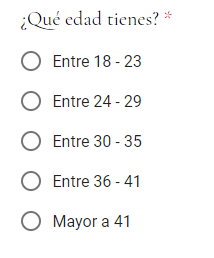 ¿Qué edad tienes? *
Entre 18 - 23
Entre 24 - 29
Entre 30 - 35
Entre 36 - 41
Mayor a 41